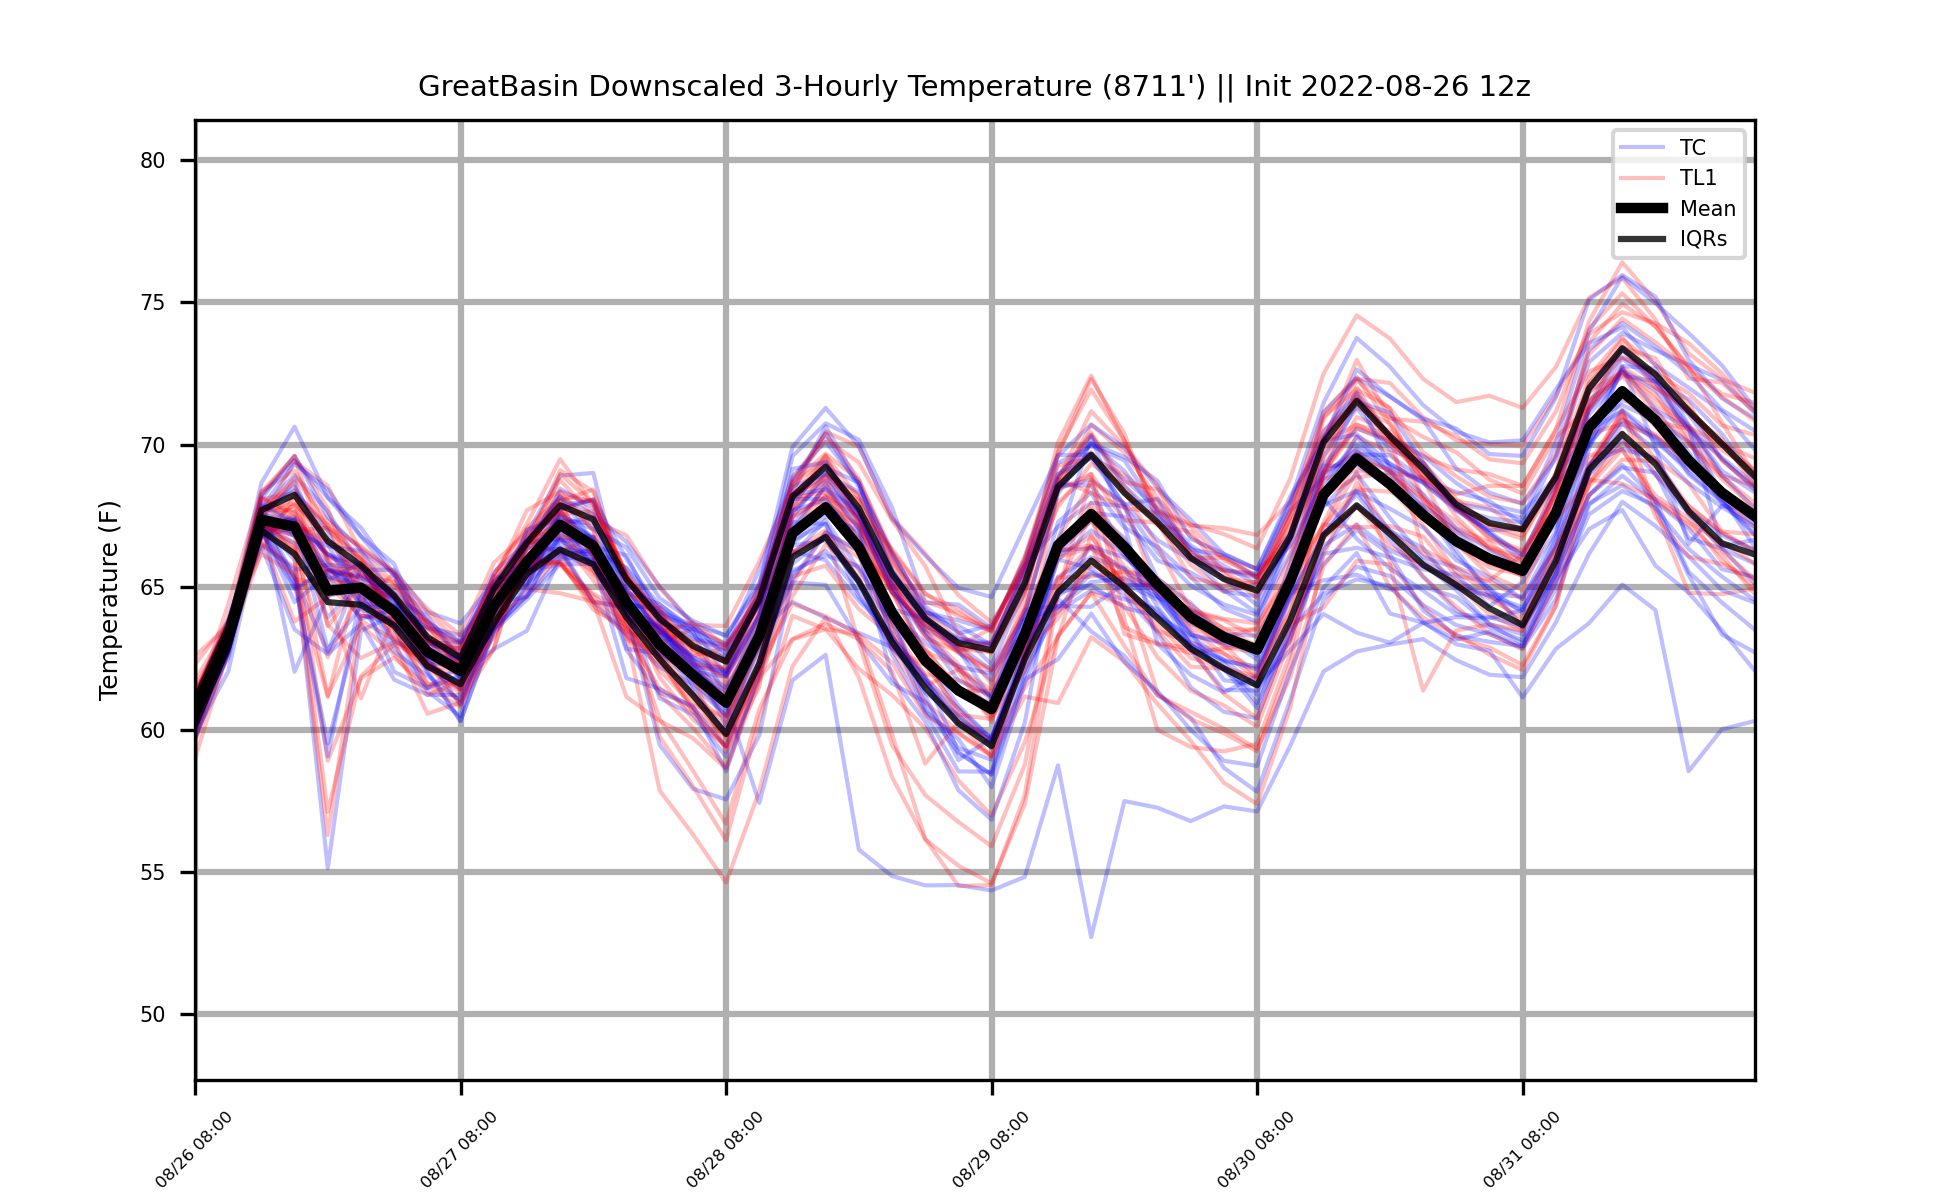 GreatBasin Downscaled 3-Hourly Temperature (8711') || Init 2022-08-26 12z
TC
TL1
Mean
IQRs
Temperature (F)
80
75
70
65
60
55
50
08/26 08:00
08/27 08:00
08/28 08:00
08/29 08:00
08/30 08:00
08/31 08:00